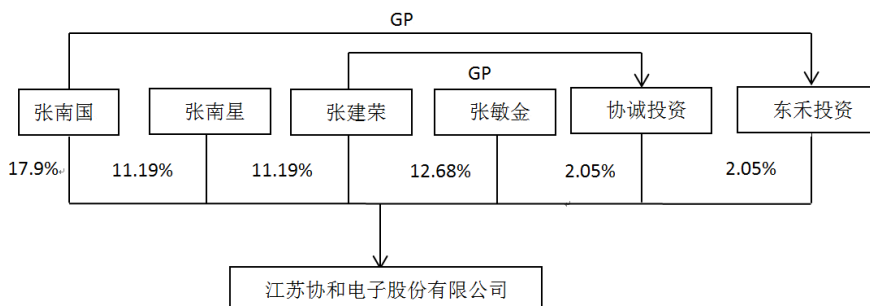 GP
GP
张南国
张南星
张建荣
张敏金
协诚投资
东禾投资
17.9%
11.19%
11.19%
12.68%
2.05%
2.05%
江苏协和电子股份有限公司